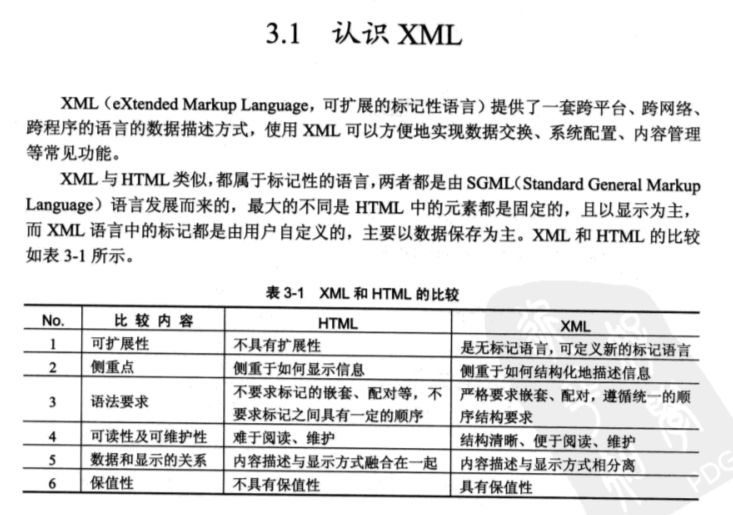 3.1 认识 XML
XML（eXtended Markup Language，可扩展的标记性语言）提供了一套跨平台、跨网络、
跨程序的语言的数据描述方式，使用 XML 可以方便地实现数据交换、系统配置、内容管理
等常见功能。
XML 与 HTML 类似，都属于标记性的语言，两者都是由 SGML（Standard General Markup
Language）语言发展而来的，最大的不同是 HTML 中的元素都是固定的，且以显示为主，
而 XML 语言中的标记都是由用户自定义的，主要以数据保存为主。XML 和 HTML 的比较
如表 3-1 所示。
表 3-1 XML 和 HTML 的比较
No. 比较内容 HTML XML
1 可扩展性 不具有扩展性 是无标记语言，可定义新的标记语言
2 侧重点 侧重于如何显示信息 侧重于如何结构化地描述信息
3 语法要求 不要求标记的嵌套、配对等，不 严格要求嵌套、配对，遵循统一的顺
要求标记之间具有一定的顺序 序结构要求
4 可读性及可维护性 难于阅读、维护 结构清晰、便于阅读、维护
5 数据和显示的关系 内容描述与显示方式融合在一起 内容描述与显示方式相分离
6 保值性 不具有保值性 具有保值性
PDG